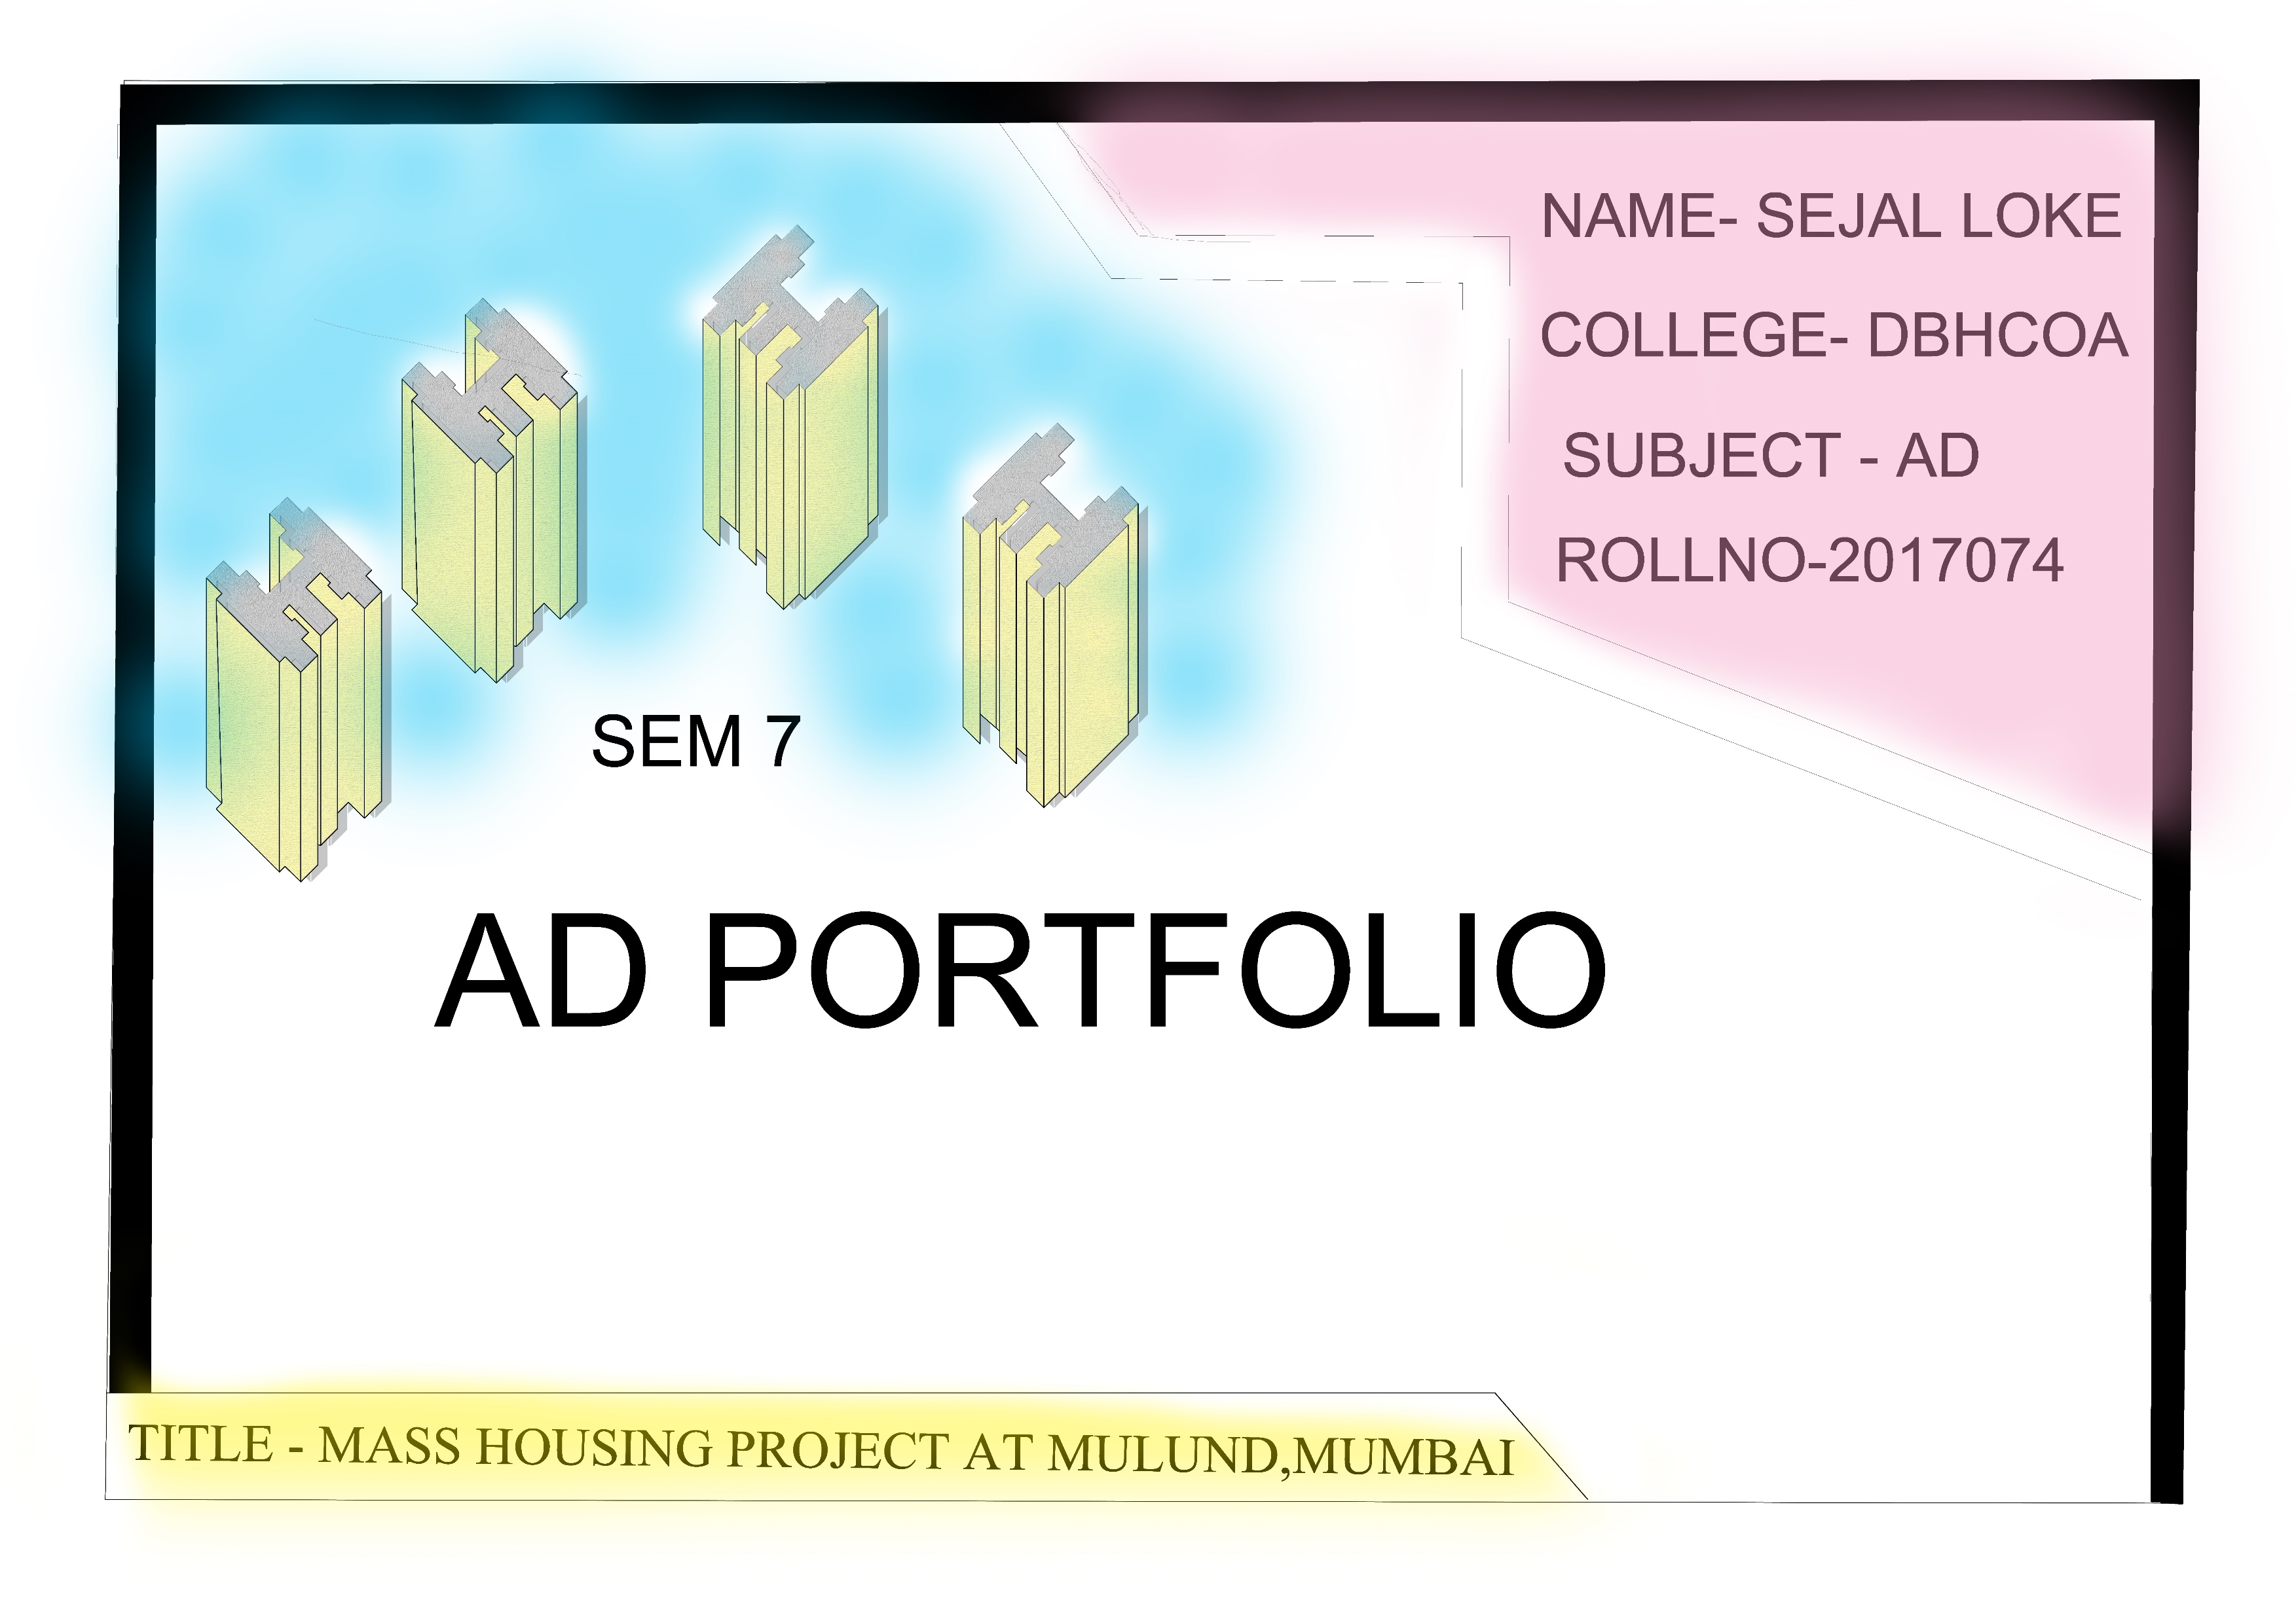 NAME- SEJAL LOKE
COLLEGE- DBHCOA
SUBJECT - AD
ROLLNO-2017074
SEM 7
AD PORTFOLIO
TITLE - MASS HOUSING PROJECT AT MULUND,MUMBAI